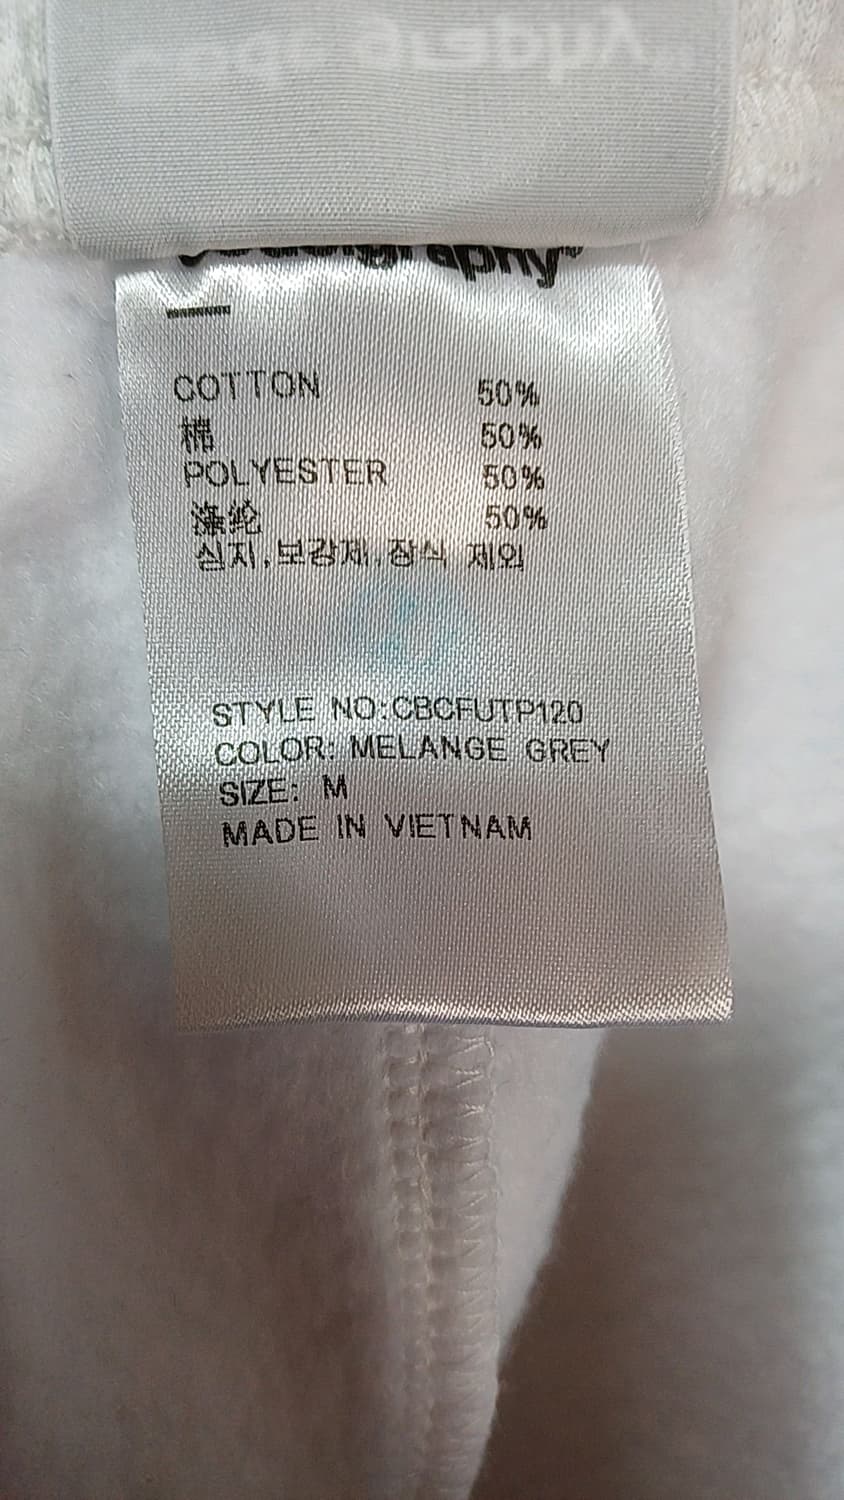 COTTON 50%
棉 50%
POLYESTER 50%
涤纶 50%
심지,보강제,장식 제외
STYLE NO:CBCFUTP120
COLOR: MELANGE GREY
SIZE: M
MADE IN VIETNAM